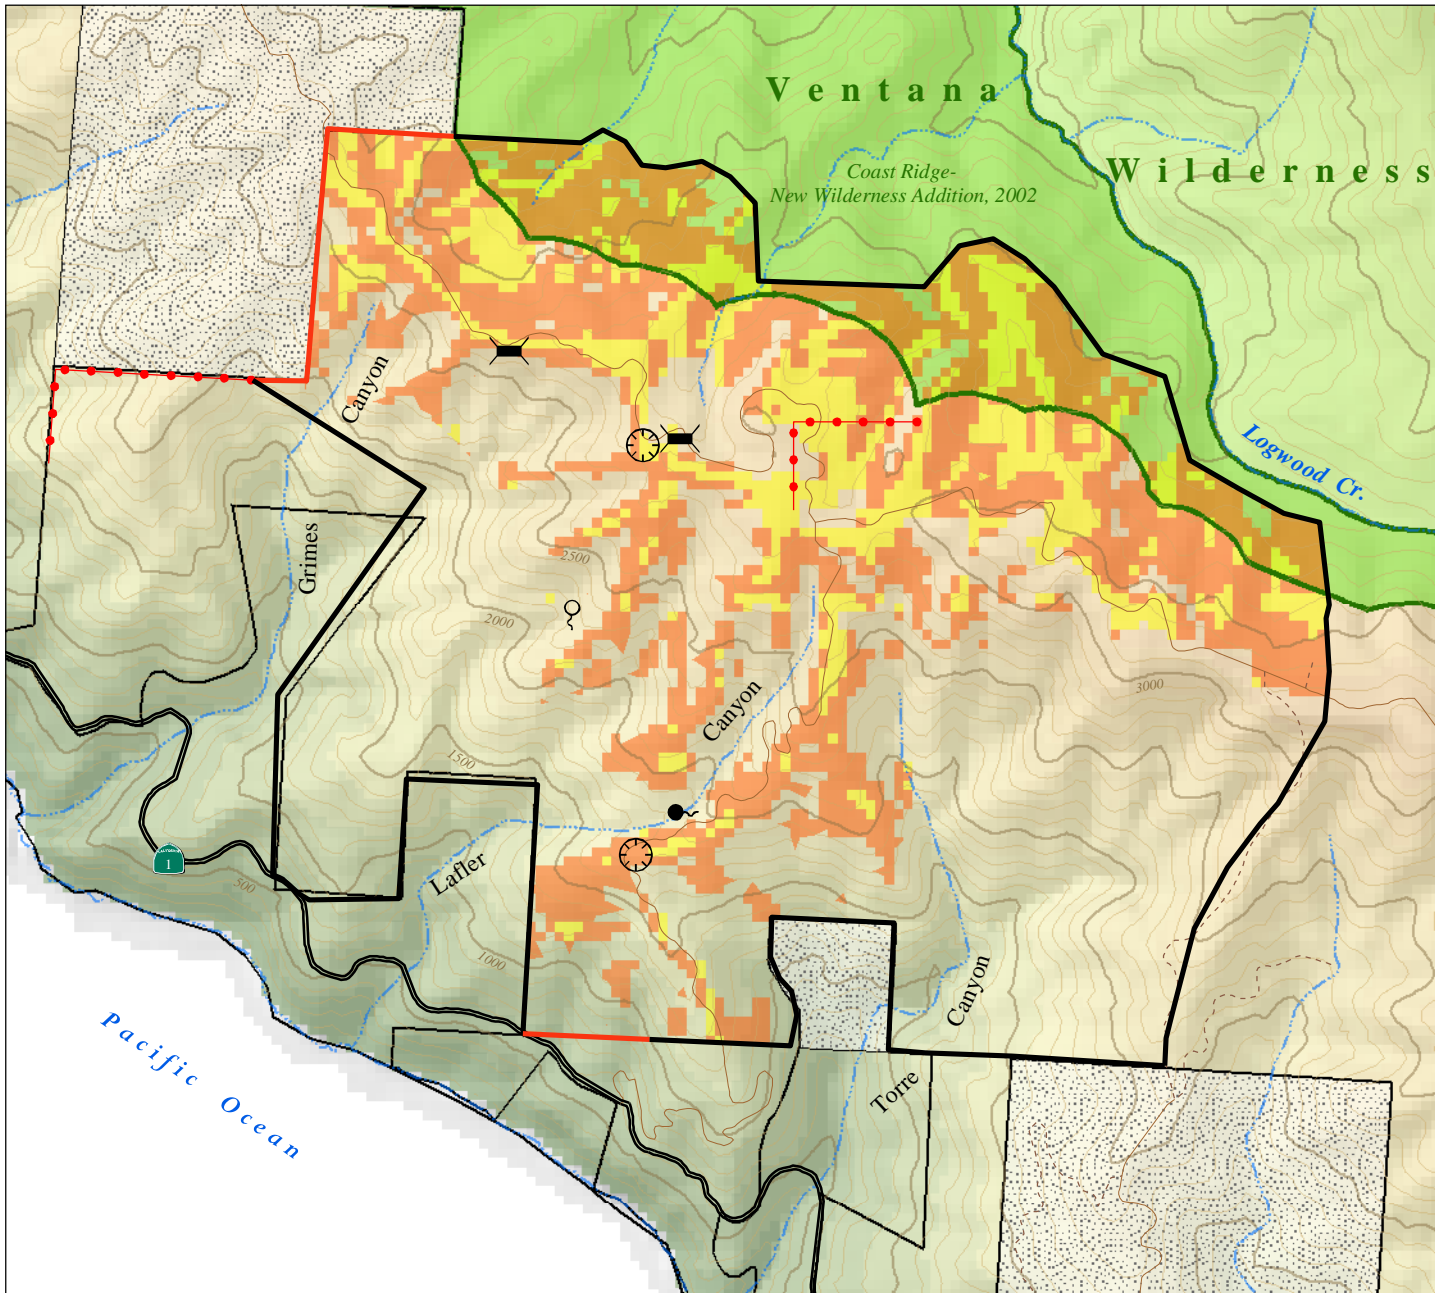 Ventana
Wilderness
Coast Ridge-
New Wilderness Addition, 2002
Canyon
Logwood Cr.
Grimes
2500
2000
3000
Canyon
1500
CALIFORNIA
1
500
Lafler
1000
Canyon
Torre
Pacific Ocean